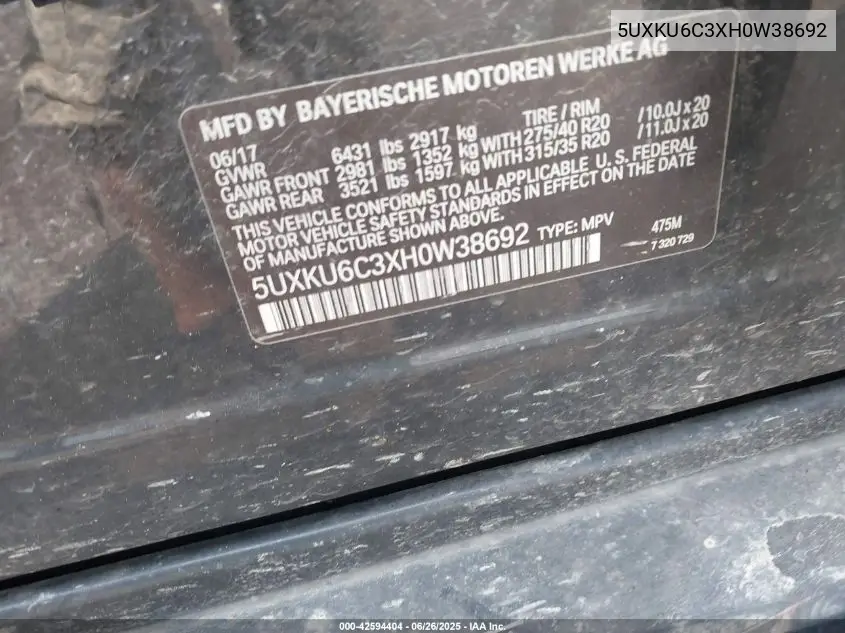 5UXKU6C3XH0W38692
MFD BY BAYERISCHE MOTOREN WERKE AG
06/17 TIRE / RIM
GVWR 6431 lbs 2917 kg
GAWR FRONT 2981 lbs 1352 kg WITH 275/40 R20 /10.0J x 20
GAWR REAR 3521 lbs 1597 kg WITH 315/35 R20 /11.0J x 20
THIS VEHICLE CONFORMS TO ALL APPLICABLE U. S. FEDERAL
MOTOR VEHICLE SAFETY STANDARDS IN EFFECT ON THE DATE
OF MANUFACTURE SHOWN ABOVE.
5UXKU6C3XH0W38692 TYPE: MPV 475M
7 320 729
000-42594404 - 06/26/2025 - IAA Inc.